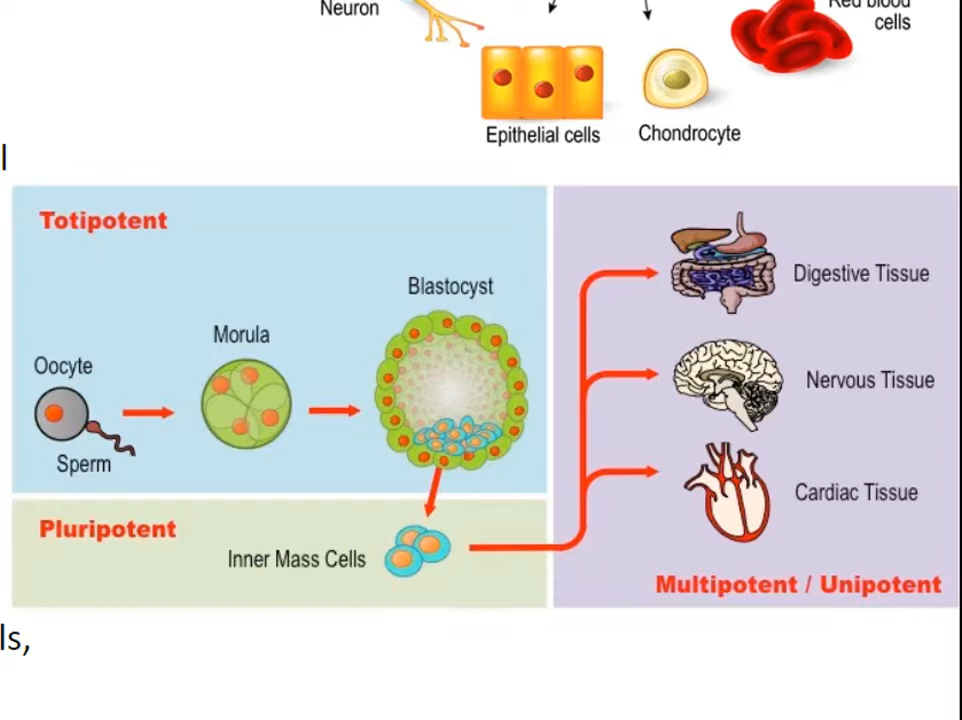 Neuron
Red blood
cells
Epithelial cells
Chondrocyte
l
Totipotent
Blastocyst
Morula
Oocyte
Sperm
Digestive Tissue
Nervous Tissue
Cardiac Tissue
Pluripotent
Inner Mass Cells
Multipotent / Unipotent
ls,